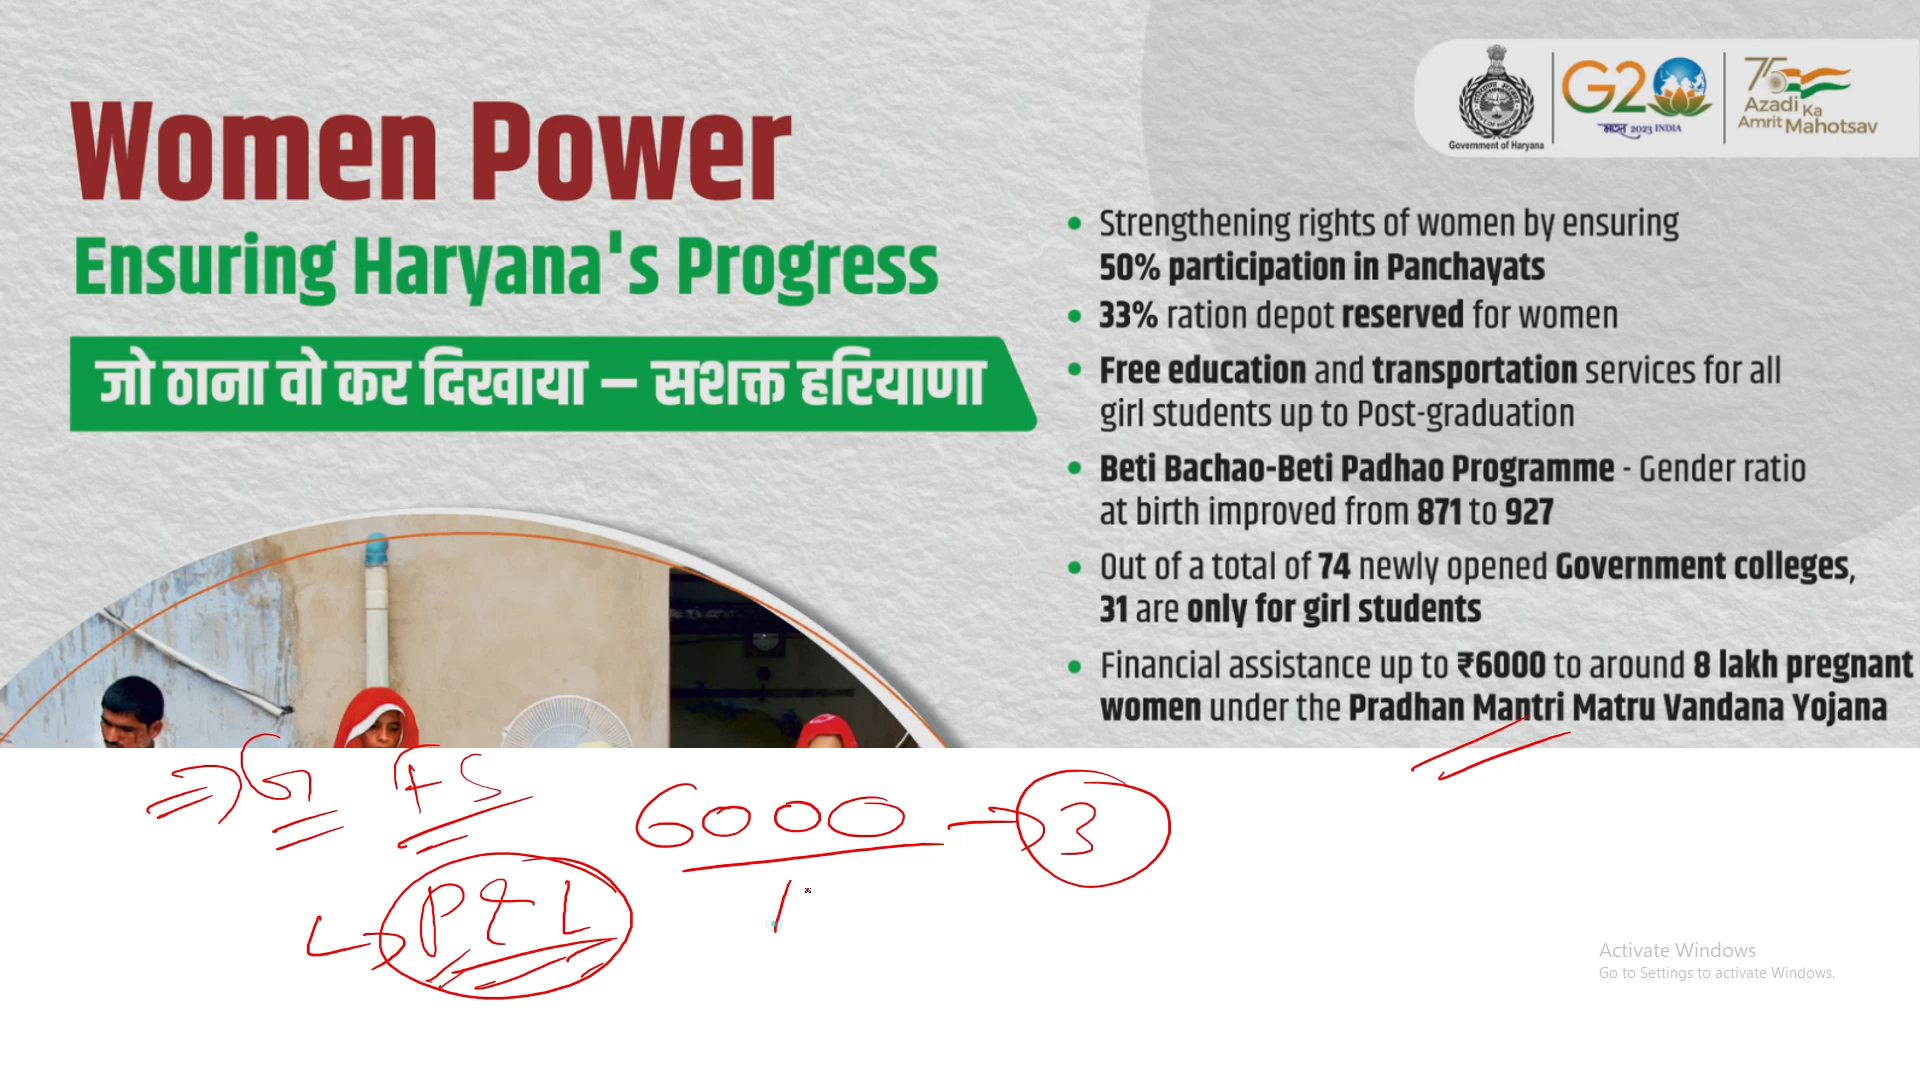 Women Power
Ensuring Haryana's Progress
जो ठाना वो कर दिखाया – सशक्त हरियाणा
Government of Haryana
G20
भारत 2023 INDIA
75
Azadi Ka
Amrit Mahotsav
• Strengthening rights of women by ensuring
50% participation in Panchayats
• 33% ration depot reserved for women
• Free education and transportation services for all
girl students up to Post-graduation
• Beti Bachao-Beti Padhao Programme - Gender ratio
at birth improved from 871 to 927
• Out of a total of 74 newly opened Government colleges,
31 are only for girl students
• Financial assistance up to ₹6000 to around 8 lakh pregnant
women under the Pradhan Mantri Matru Vandana Yojana
6000 → 3
P & L
Activate Windows
Go to Settings to activate Windows.